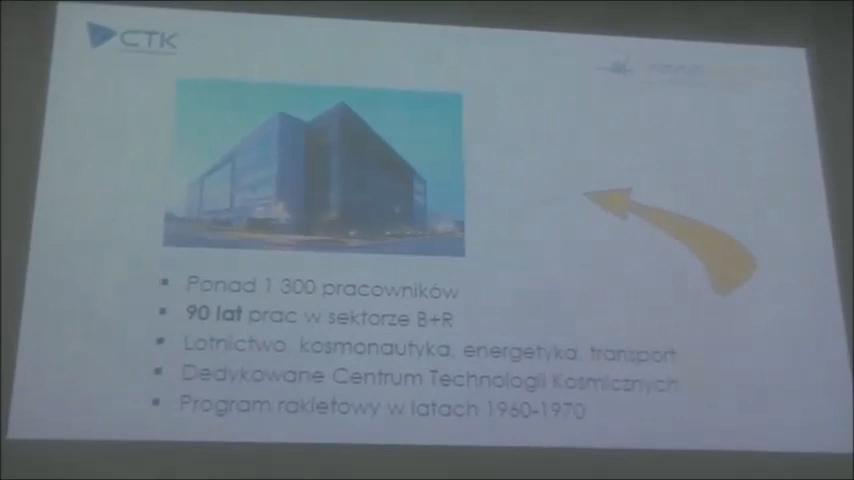 CTK
Ponad 1 300 pracowników
90 lat prac w sektorze B+R
Lotnictwo, kosmonautyka, energetyka, transport
Dedykowane Centrum Technologii Kosmicznych
Program rakietowy w latach 1960-1970